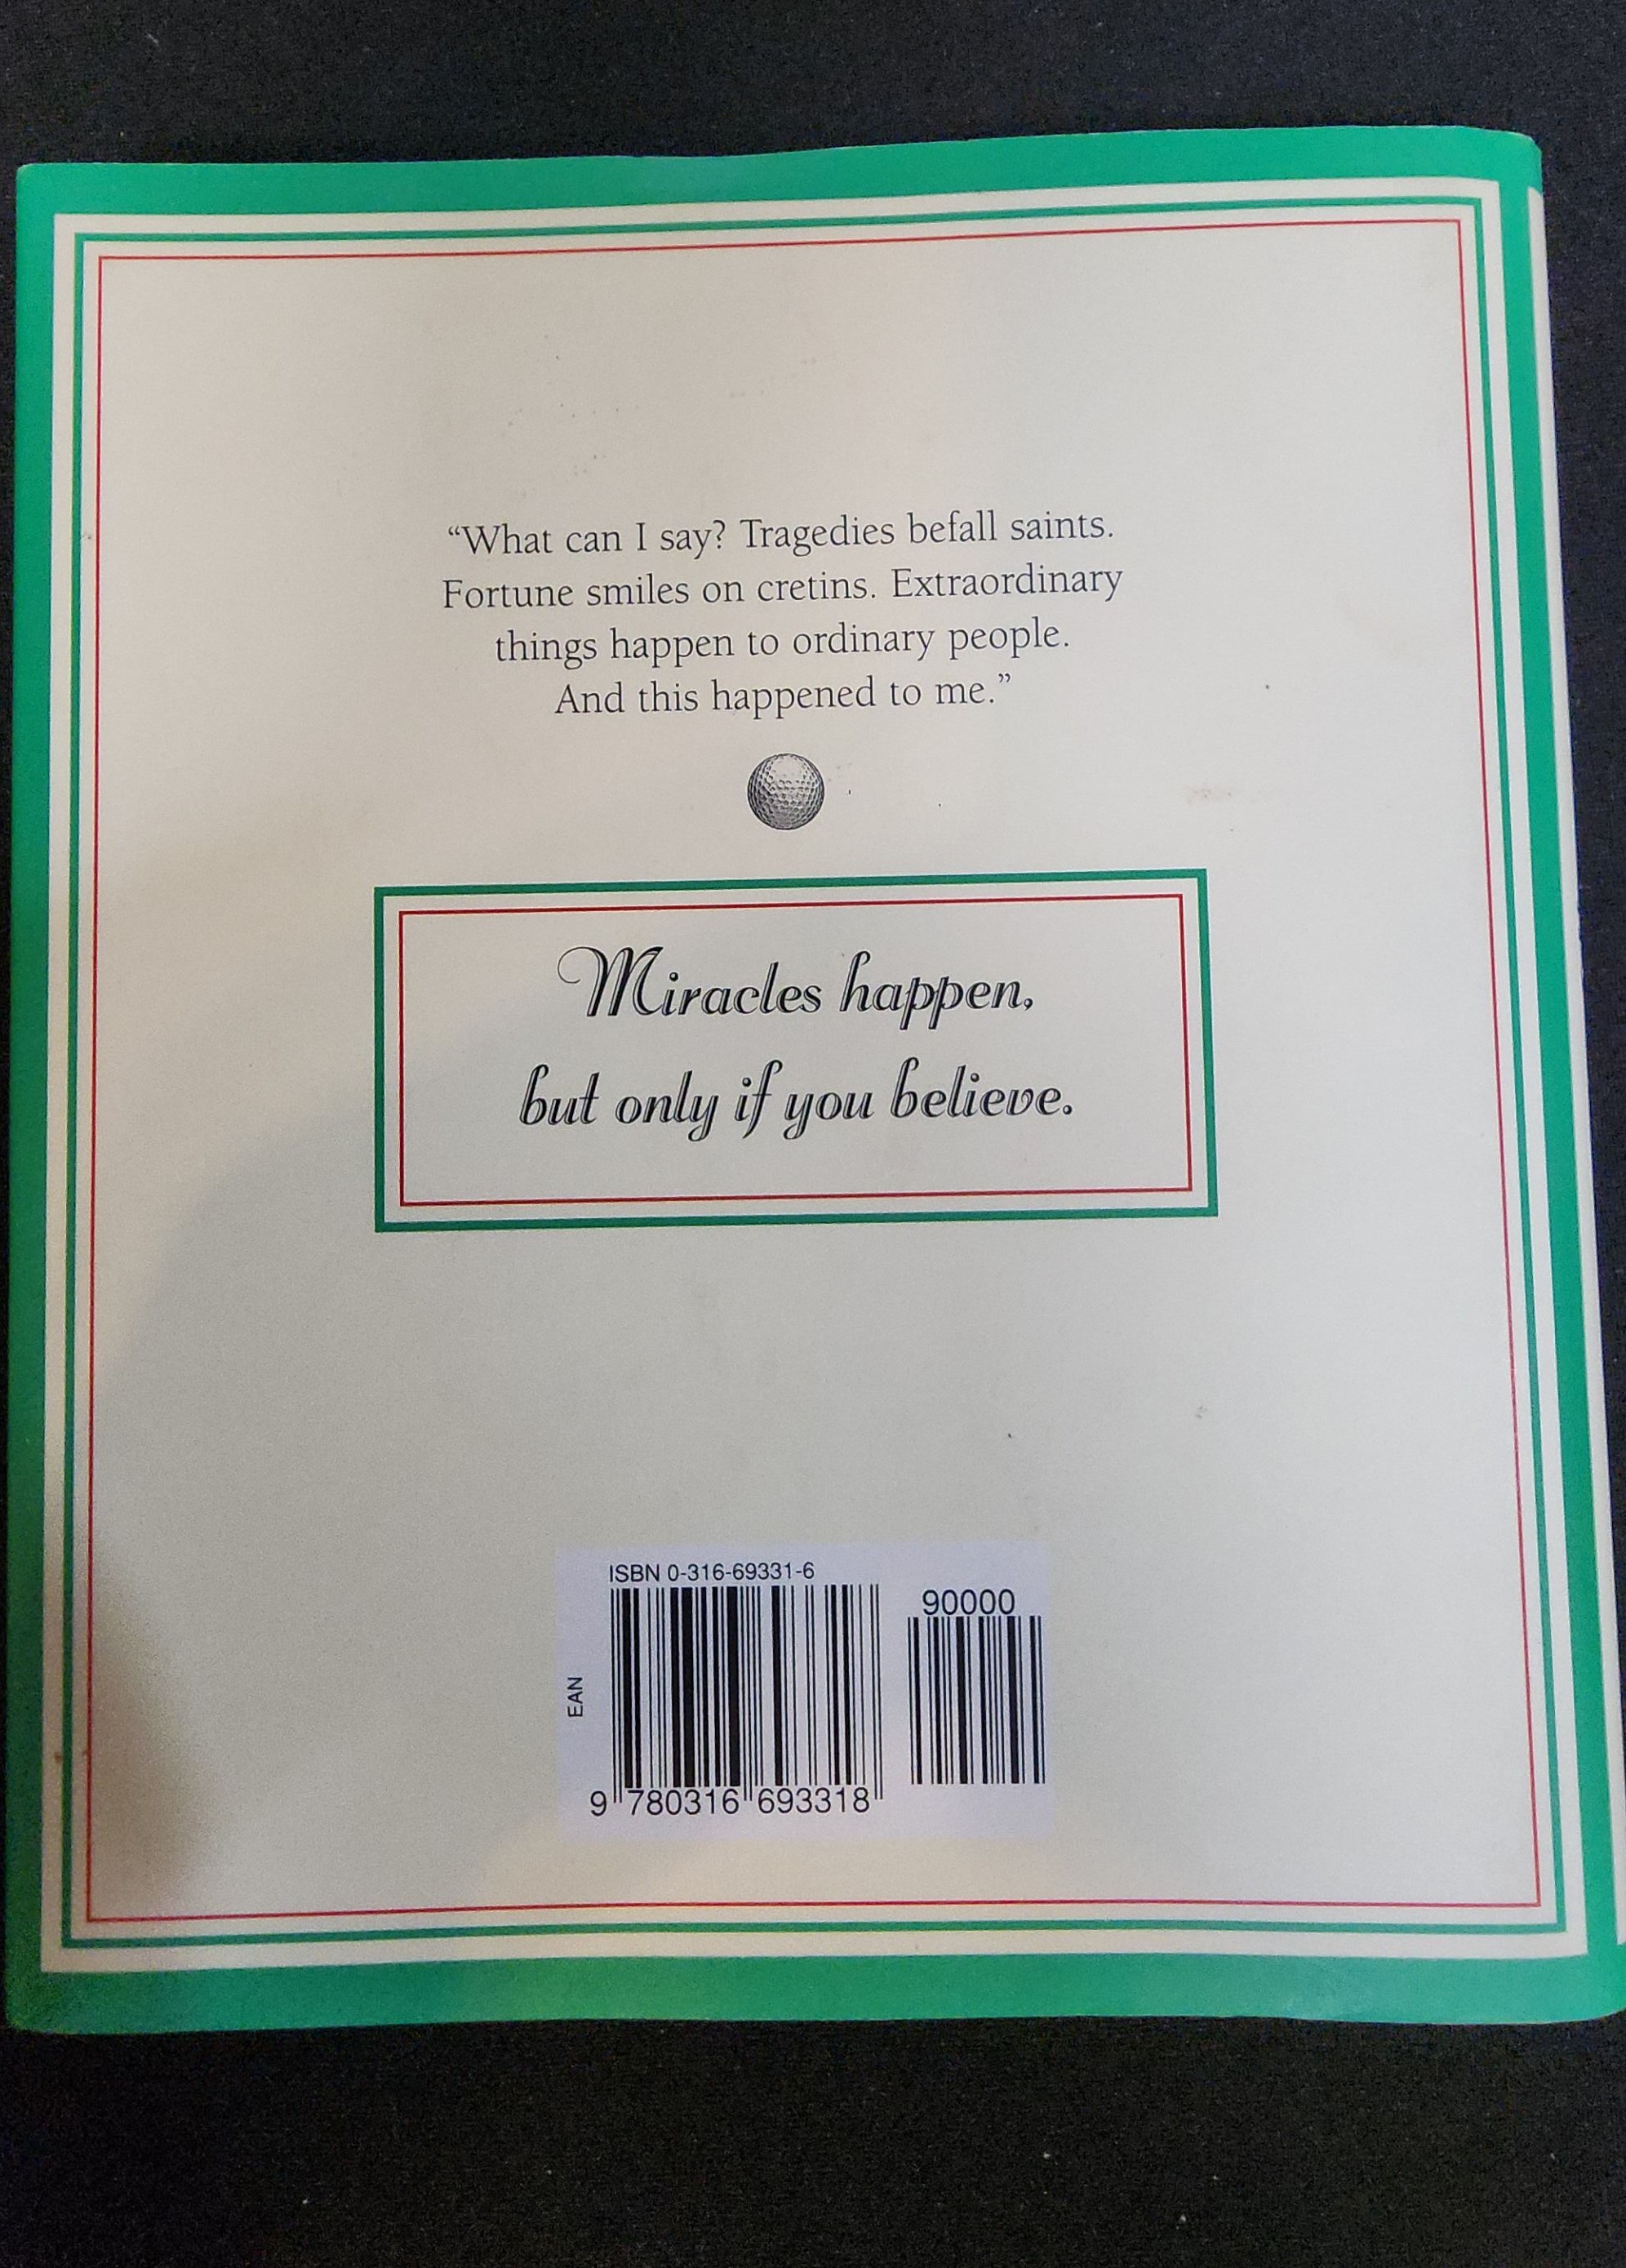 “What can I say? Tragedies befall saints.
Fortune smiles on cretins. Extraordinary
things happen to ordinary people.
And this happened to me.”
Miracles happen,
but only if you believe.
ISBN 0-316-69331-6
90000
EAN
9 780316 693318